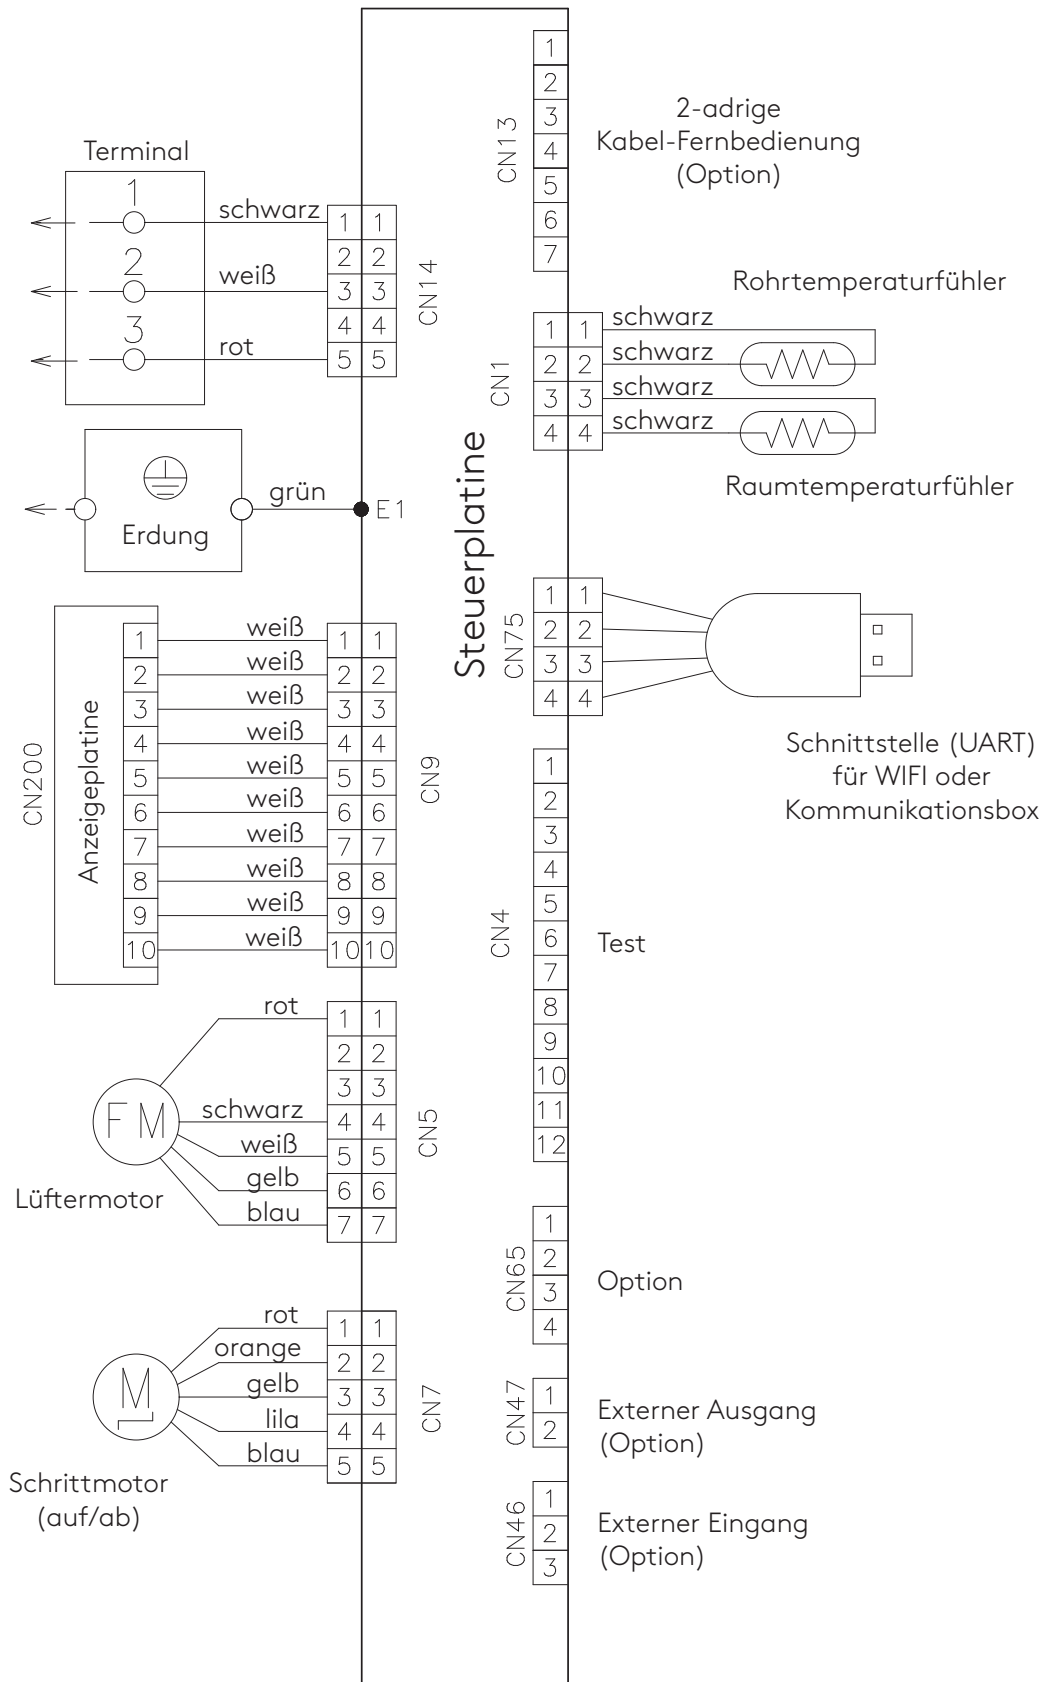 Terminal
1
schwarz
2
weiß
3
rot
1 1
2 2
3 3
4 4
5 5
CN14
grün
E1
Erdung
CN200
Anzeigeplatine
1 weiß 1 1
2 weiß 2 2
3 weiß 3 3
4 weiß 4 4
5 weiß 5 5
6 weiß 6 6
7 weiß 7 7
8 weiß 8 8
9 weiß 9 9
10 weiß 10 10
CN9
FM
Lüftermotor
rot 1 1
2 2
3 3
schwarz 4 4
weiß 5 5
gelb 6 6
blau 7 7
CN5
M
Schrittmotor
(auf/ab)
rot 1 1
orange 2 2
gelb 3 3
lila 4 4
blau 5 5
CN7
Steuerplatine
CN13
1
2
3
4
5
6
7
2-adrige
Kabel-Fernbedienung
(Option)
Rohrtemperaturfühler
CN1
1 1 schwarz
2 2 schwarz
3 3 schwarz
4 4 schwarz
Raumtemperaturfühler
CN75
1 1
2 2
3 3
4 4
Schnittstelle (UART)
für WIFI oder
Kommunikationsbox
CN4
1
2
3
4
5
6
7
8
9
10
11
12
Test
CN65
1
2
3
4
Option
CN47
1
2
Externer Ausgang
(Option)
CN46
1
2
3
Externer Eingang
(Option)